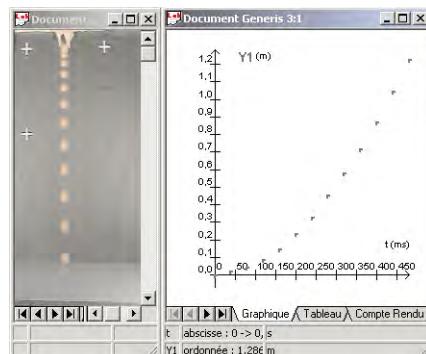 Document
Document Generis 3:1
Y1 (m)
1,2
1,1
1,0
0,9
0,8
0,7
0,6
0,5
0,4
0,3
0,2
0,1
0,0
t (ms)
0 50 100 150 200 250 300 350 400 450
Graphique Tableau Compte Rendu
t abscisse : 0 -> 0, s
Y1 ordonnée : 1.286 m